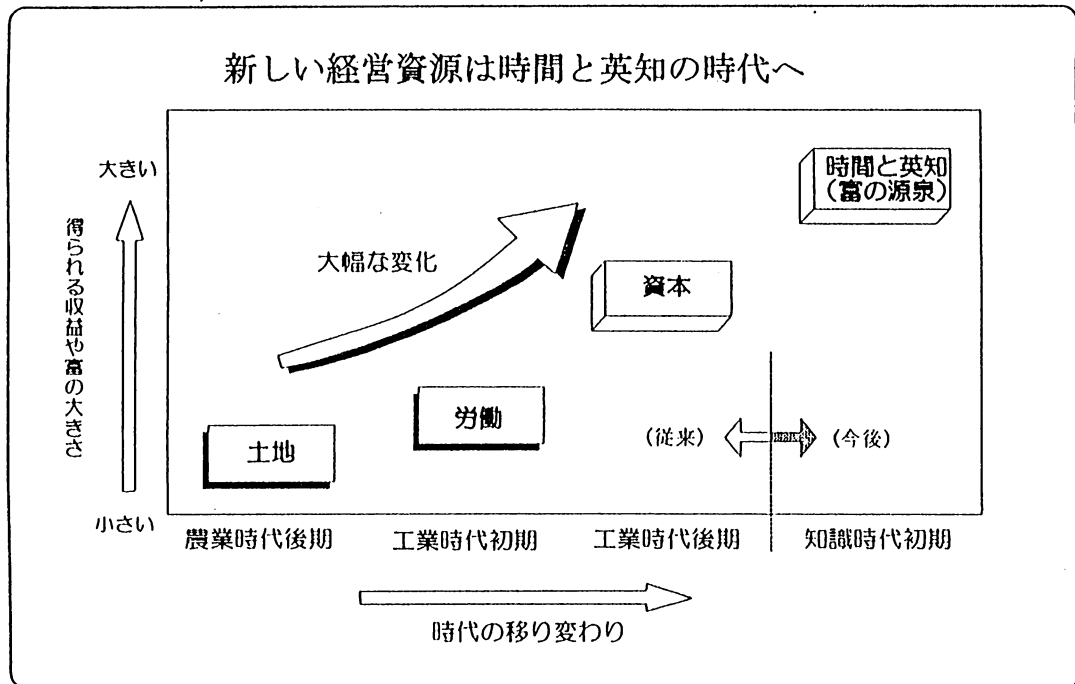 新しい経営資源は時間と英知の時代へ
大きい
得られる収益や富の大きさ
小さい
時間と英知
(富の源泉)
大幅な変化
資本
労働
土地
(従来)
(今後)
農業時代後期
工業時代初期
工業時代後期
知識時代初期
時代の移り変わり